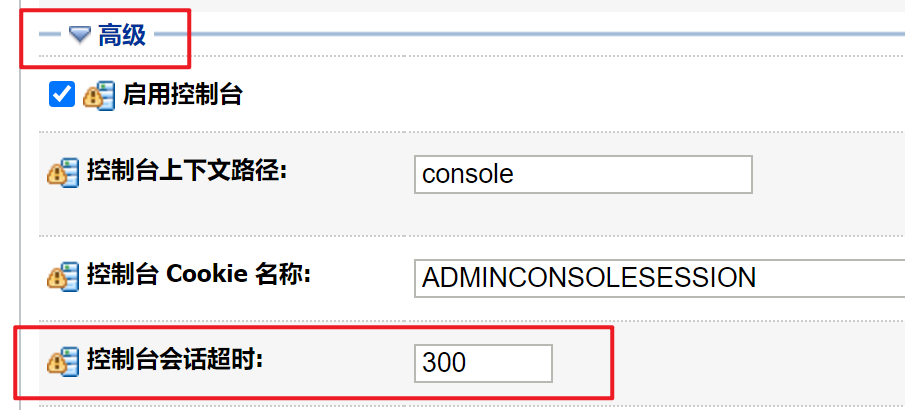 高级
启用控制台
控制台上下文路径: console
控制台 Cookie 名称: ADMINCONSOLESESSION
控制台会话超时: 300